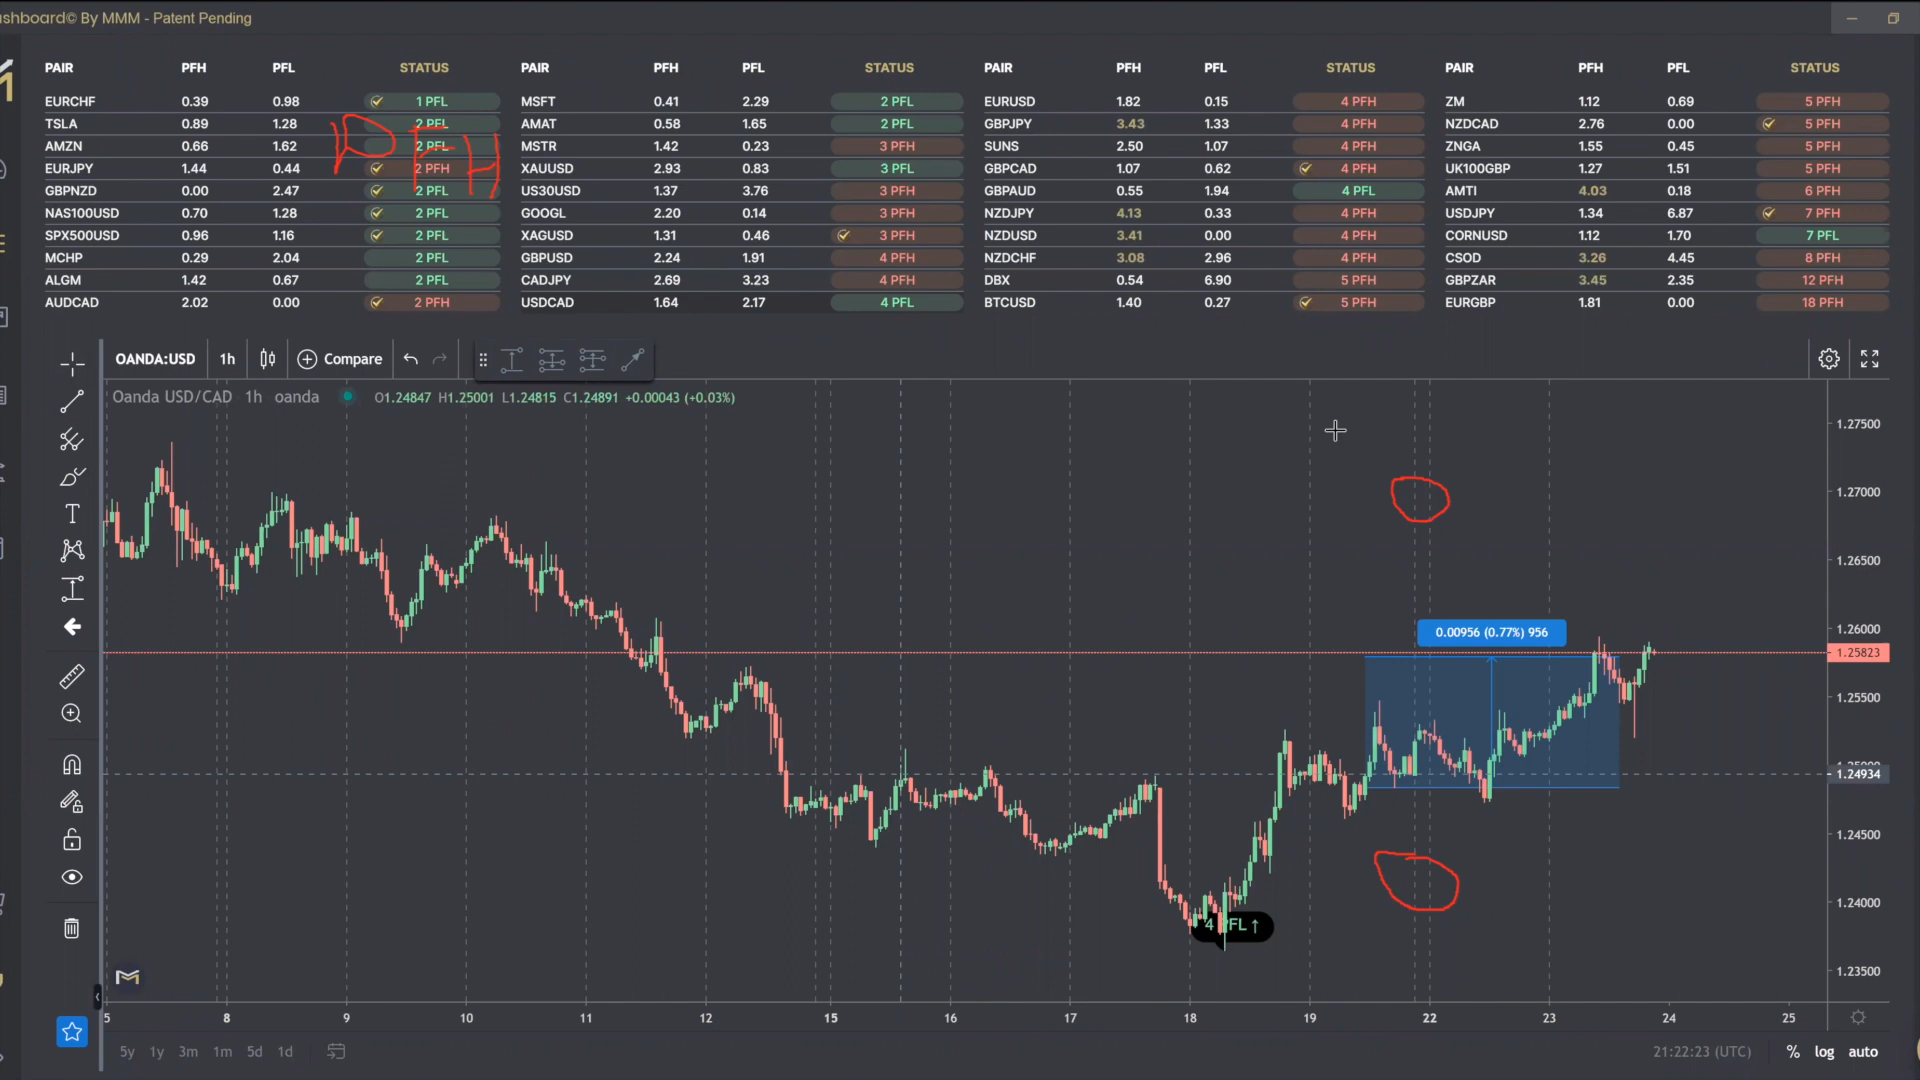 shboard© By MMM - Patent Pending
PAIR PFH PFL STATUS PAIR PFH PFL STATUS PAIR PFH PFL STATUS PAIR PFH PFL STATUS
EURCHF 0.39 0.98 1 PFL MSFT 0.41 2.29 2 PFL EURUSD 1.82 0.15 4 PFH ZM 1.12 0.69 5 PFH
TSLA 0.89 1.28 2 PFL AMAT 0.58 1.65 2 PFL GBPJPY 3.43 1.33 4 PFH NZDCAD 2.76 0.00 5 PFH
AMZN 0.66 1.62 2 PFL MSTR 1.42 0.23 3 PFH SUNS 2.50 1.07 4 PFH ZNGA 1.55 0.45 5 PFH
PFH
EURJPY 1.44 0.44 2 PFH XAUUSD 2.93 0.83 3 PFL GBPCAD 1.07 0.62 4 PFH UK100GBP 1.27 1.51 5 PFH
GBPNZD 0.00 2.47 2 PFL US30USD 1.37 3.76 3 PFH GBPAUD 0.55 1.94 4 PFL AMTI 4.03 0.18 6 PFH
NAS100USD 0.70 1.28 2 PFL GOOGL 2.20 0.14 3 PFH NZDJPY 4.13 0.33 4 PFH USDJPY 1.34 6.87 7 PFH
SPX500USD 0.96 1.16 2 PFL XAGUSD 1.31 0.46 3 PFH NZDUSD 3.41 0.00 4 PFH CORNUSD 1.12 1.70 7 PFL
MCHP 0.29 2.04 2 PFL GBPUSD 2.24 1.91 4 PFH NZDCHF 3.08 2.96 4 PFH CSOD 3.26 4.45 8 PFH
ALGM 1.42 0.67 2 PFL CADJPY 2.69 3.23 4 PFH DBX 0.54 6.90 5 PFH GBPZAR 3.45 2.35 12 PFH
AUDCAD 2.02 0.00 2 PFH USDCAD 1.64 2.17 4 PFL BTCUSD 1.40 0.27 5 PFH EURGBP 1.81 0.00 18 PFH
OANDA:USD 1h Compare
Oanda USD/CAD 1h oanda O1.24847 H1.25001 L1.24815 C1.24891 +0.00043 (+0.03%)
1.27500
1.27000
1.26500
1.26000
0.00956 (0.77%) 956
1.25823
1.25500
1.24934
1.24500
1.24000
4 PFL ↑
1.23500
5 8 9 10 11 12 15 16 17 18 19 22 23 24 25
5y 1y 3m 1m 5d 1d 21:22:23 (UTC) % log auto